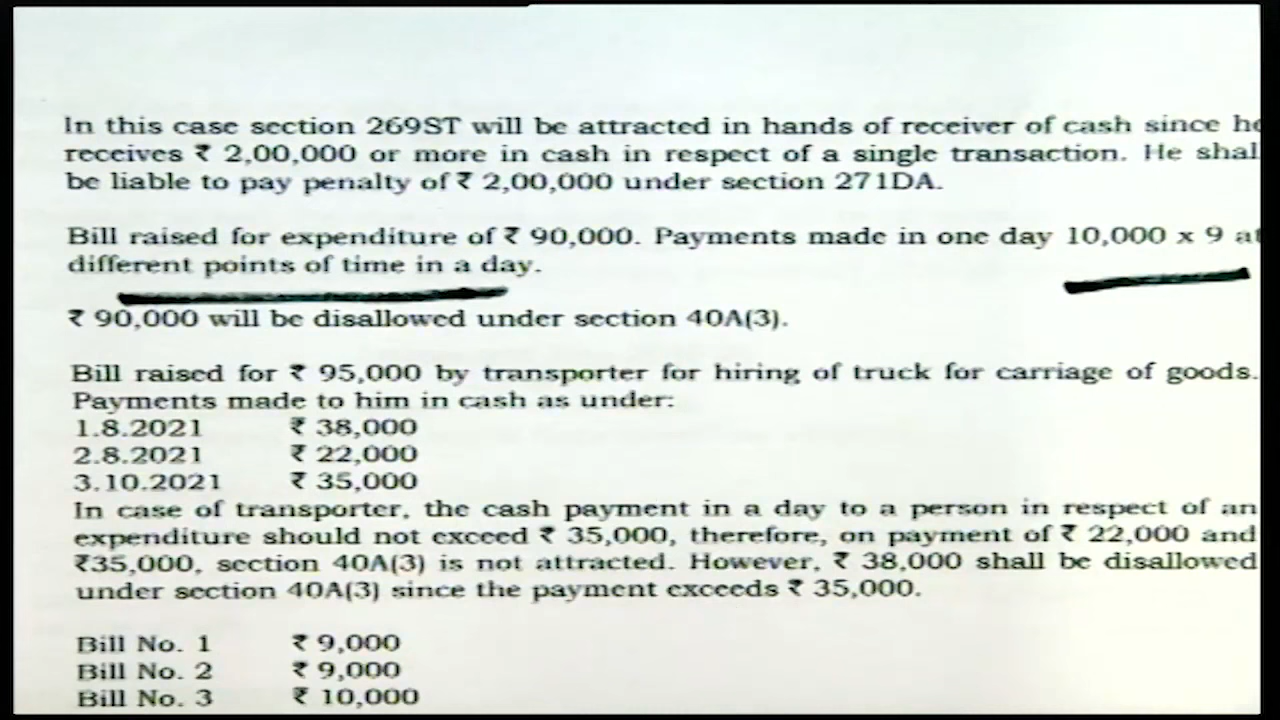 In this case section 269ST will be attracted in hands of receiver of cash since he
receives ₹ 2,00,000 or more in cash in respect of a single transaction. He shal
be liable to pay penalty of ₹ 2,00,000 under section 271DA.
Bill raised for expenditure of ₹ 90,000. Payments made in one day 10,000 x 9 at
different points of time in a day.
₹ 90,000 will be disallowed under section 40A(3).
Bill raised for ₹ 95,000 by transporter for hiring of truck for carriage of goods.
Payments made to him in cash as under:
1.8.2021 ₹ 38,000
2.8.2021 ₹ 22,000
3.10.2021 ₹ 35,000
In case of transporter, the cash payment in a day to a person in respect of an
expenditure should not exceed ₹ 35,000, therefore, on payment of ₹ 22,000 and
₹35,000, section 40A(3) is not attracted. However, ₹ 38,000 shall be disallowed
under section 40A(3) since the payment exceeds ₹ 35,000.
Bill No. 1 ₹ 9,000
Bill No. 2 ₹ 9,000
Bill No. 3 ₹ 10,000